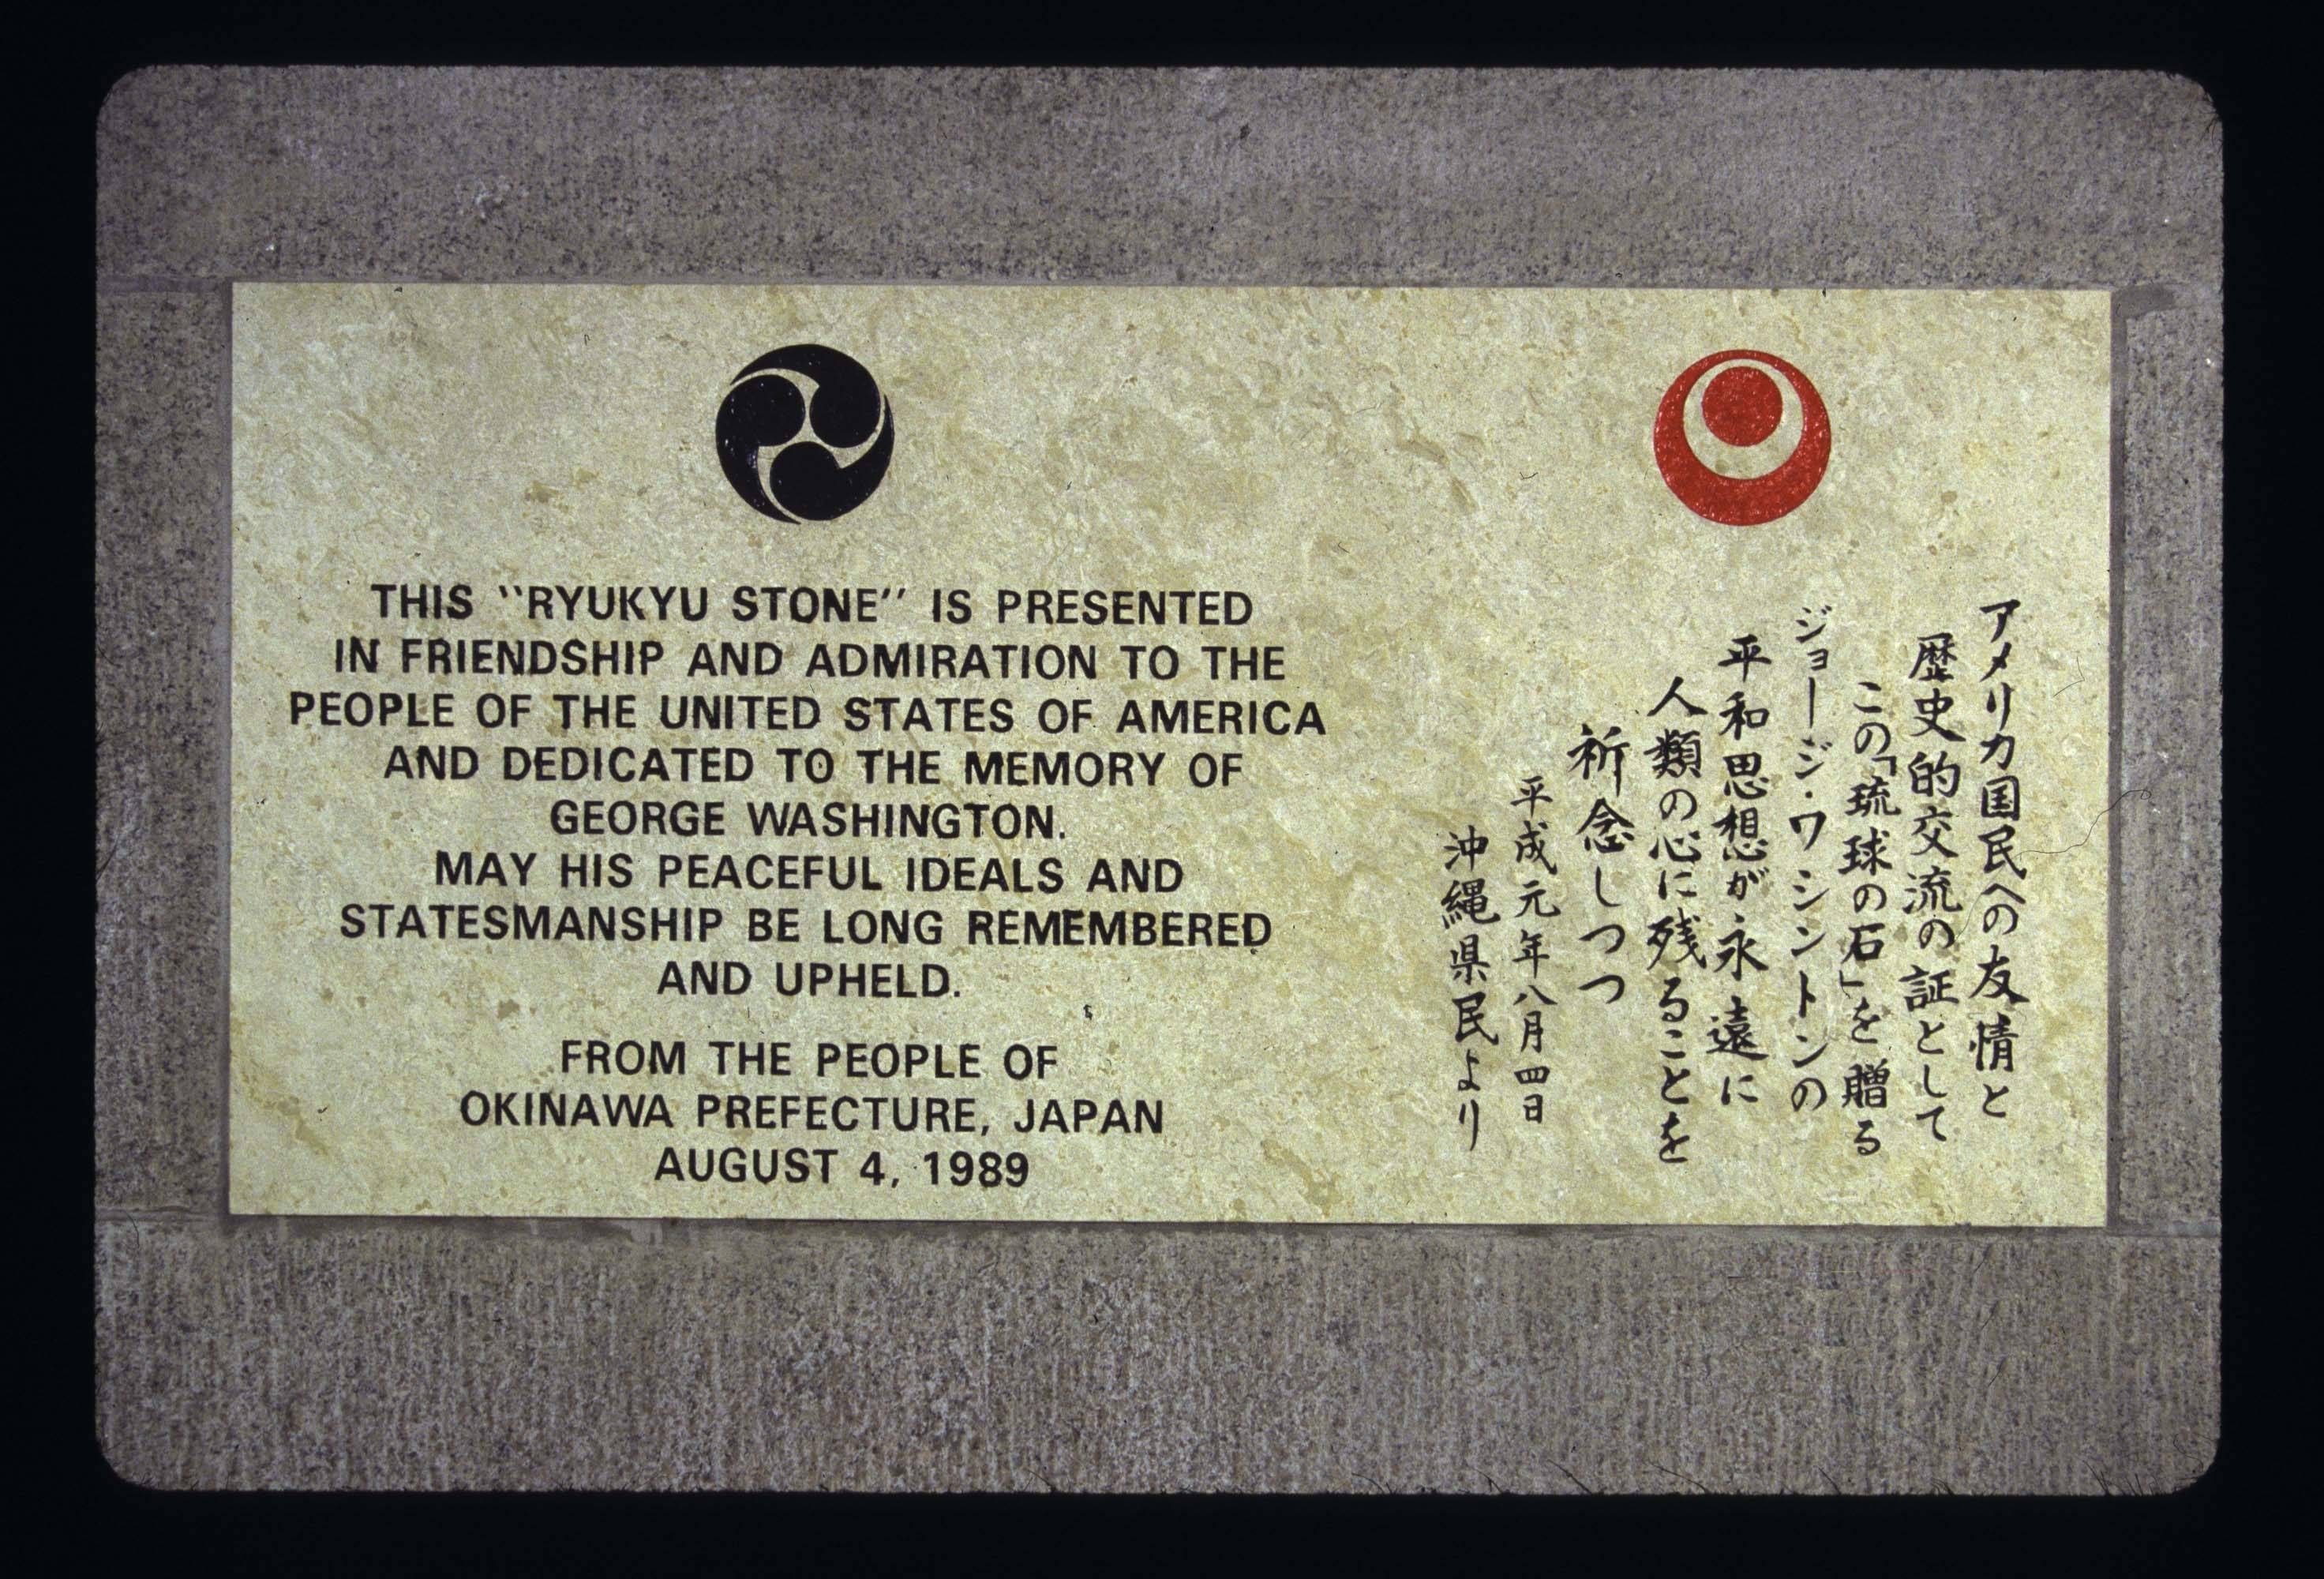 THIS "RYUKYU STONE" IS PRESENTED
IN FRIENDSHIP AND ADMIRATION TO THE
PEOPLE OF THE UNITED STATES OF AMERICA
AND DEDICATED TO THE MEMORY OF
GEORGE WASHINGTON.
MAY HIS PEACEFUL IDEALS AND
STATESMANSHIP BE LONG REMEMBERED
AND UPHELD.
FROM THE PEOPLE OF
OKINAWA PREFECTURE, JAPAN
AUGUST 4, 1989
アメリカ国民への友情と
歴史的交流の証として
この「琉球の石」を贈る
ジョージ・ワシントンの
平和思想が永遠に
人類の心に残ることを
祈念しつつ
平成元年八月四日
沖縄県民より